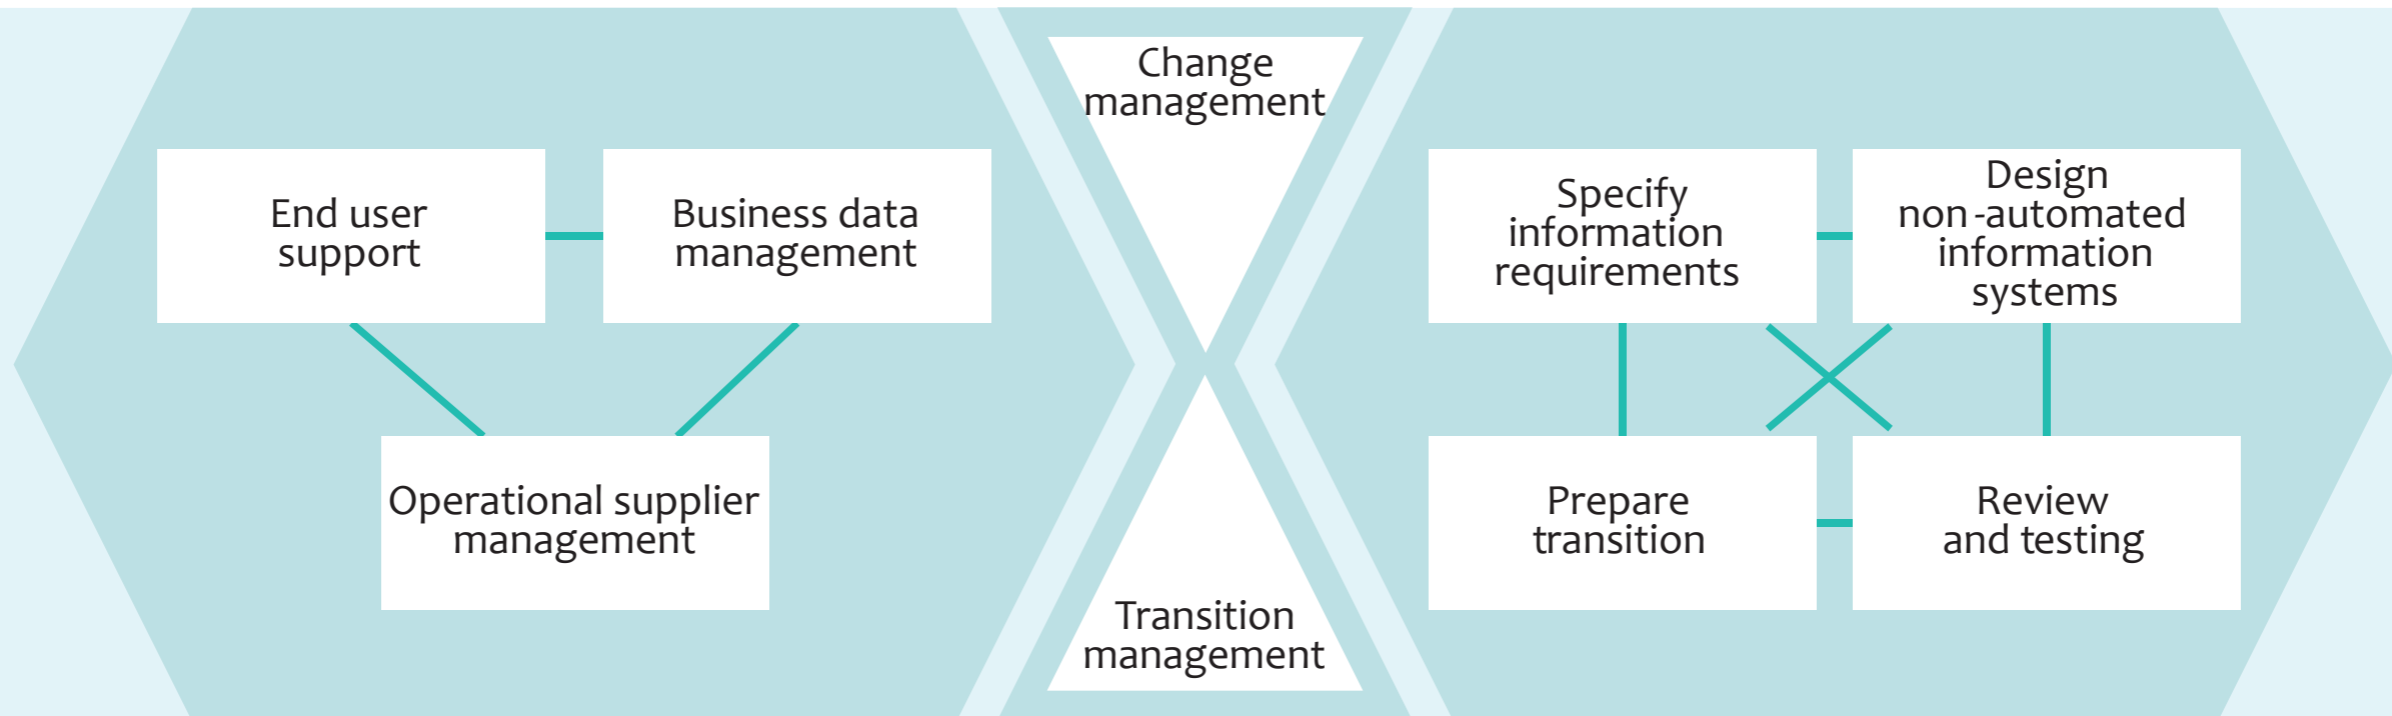 Change
management
End user
support
Business data
management
Operational supplier
management
Specify
information
requirements
Design
non-automated
information
systems
Prepare
transition
Review
and testing
Transition
management